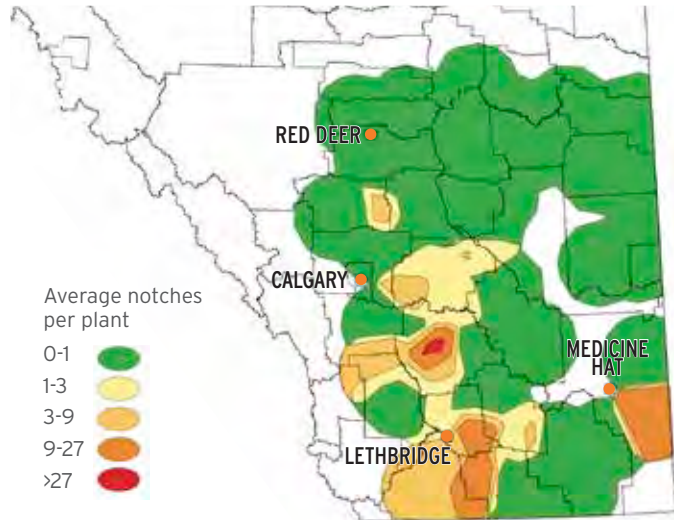 RED DEER
CALGARY
Average notches
per plant
0-1
1-3
3-9
9-27
>27
MEDICINE
HAT
LETHBRIDGE